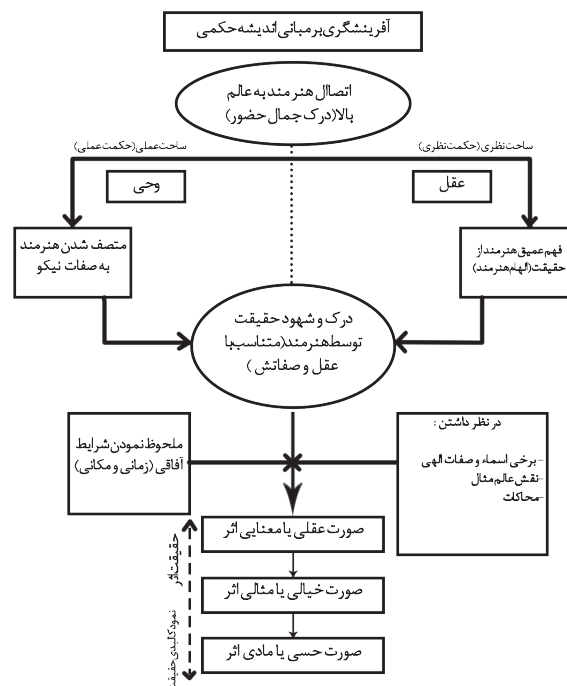 آفرینشگری بر مبانی اندیشه حکمی
اتصال هنرمند به عالم
بالا(درک جمال حضور)
ساحت نظری(حکمت نظری)
ساحت عملی(حکمت عملی)
عقل
وحی
فهم عمیق هنرمند از
حقیقت(الهام هنرمند)
متصف شدن هنرمند
به صفات نیکو
درک و شهود حقیقت
توسط هنرمند(متناسب با
عقل و صفاتش )
در نظر داشتن :
-برخی اسماء و صفات الهی
-نقش عالم مثال
-محاکات
ملحوظ نمودن شرایط
آفاقی (زمانی و مکانی)
صورت عقلی یا معنایی اثر
صورت خیالی یا مثالی اثر
صورت حسی یا مادی اثر
حقیقت اثر
نمود کالبدی حقیقت